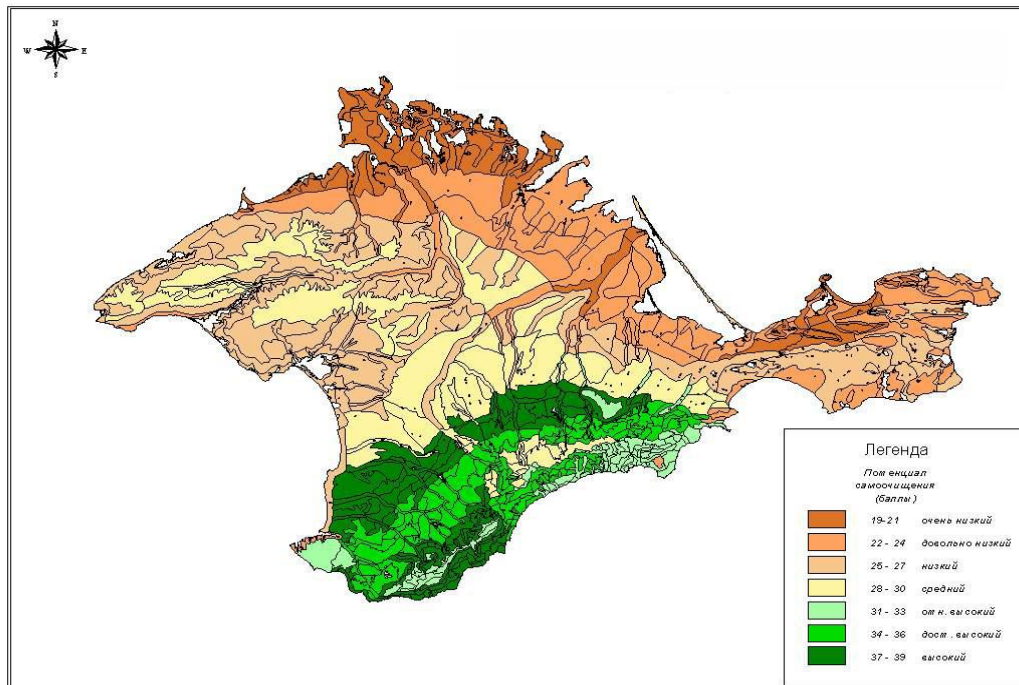 N
W E
S
Легенда
Потенциал
самоочищения
(баллы)
19-21 очень низкий
22 - 24 довольно низкий
25 - 27 низкий
28 - 30 средний
31 - 33 отн. высокий
34 - 36 дост. высокий
37 - 39 высокий